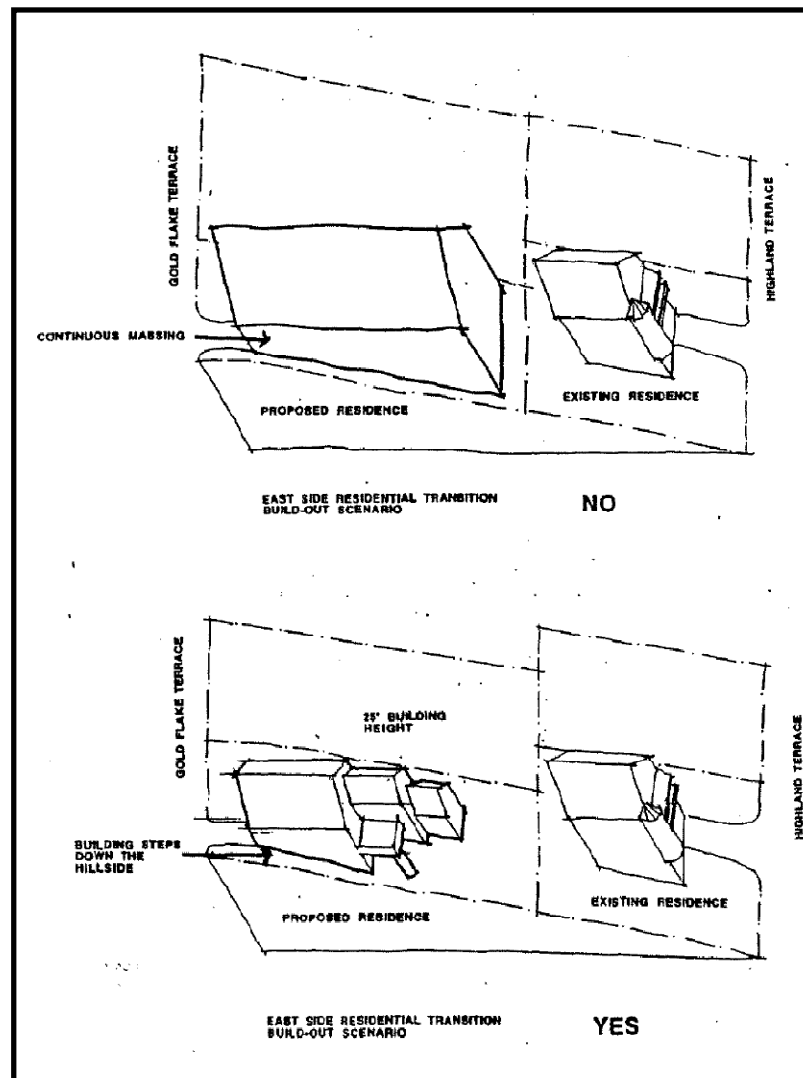 GOLD FLAKE TERRACE
HIGHLAND TERRACE
CONTINUOUS MASSING
PROPOSED RESIDENCE
EXISTING RESIDENCE
EAST SIDE RESIDENTIAL TRANSITION
BUILD-OUT SCENARIO
NO
GOLD FLAKE TERRACE
25' BUILDING
HEIGHT
HIGHLAND TERRACE
BUILDING STEPS
DOWN THE
HILLSIDE
PROPOSED RESIDENCE
EXISTING RESIDENCE
EAST SIDE RESIDENTIAL TRANSITION
BUILD-OUT SCENARIO
YES